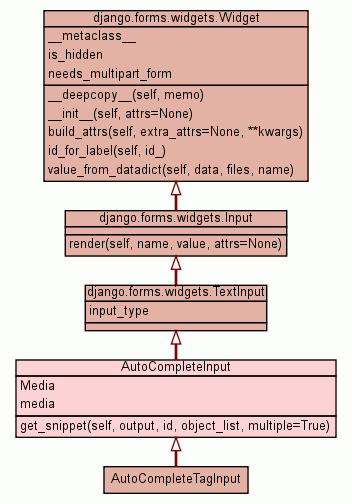 django.forms.widgets.Widget
__metaclass__
is_hidden
needs_multipart_form
__deepcopy__(self, memo)
__init__(self, attrs=None)
build_attrs(self, extra_attrs=None, **kwargs)
id_for_label(self, id_)
value_from_datadict(self, data, files, name)
django.forms.widgets.Input
render(self, name, value, attrs=None)
django.forms.widgets.TextInput
input_type
AutoCompleteInput
Media
media
get_snippet(self, output, id, object_list, multiple=True)
AutoCompleteTagInput